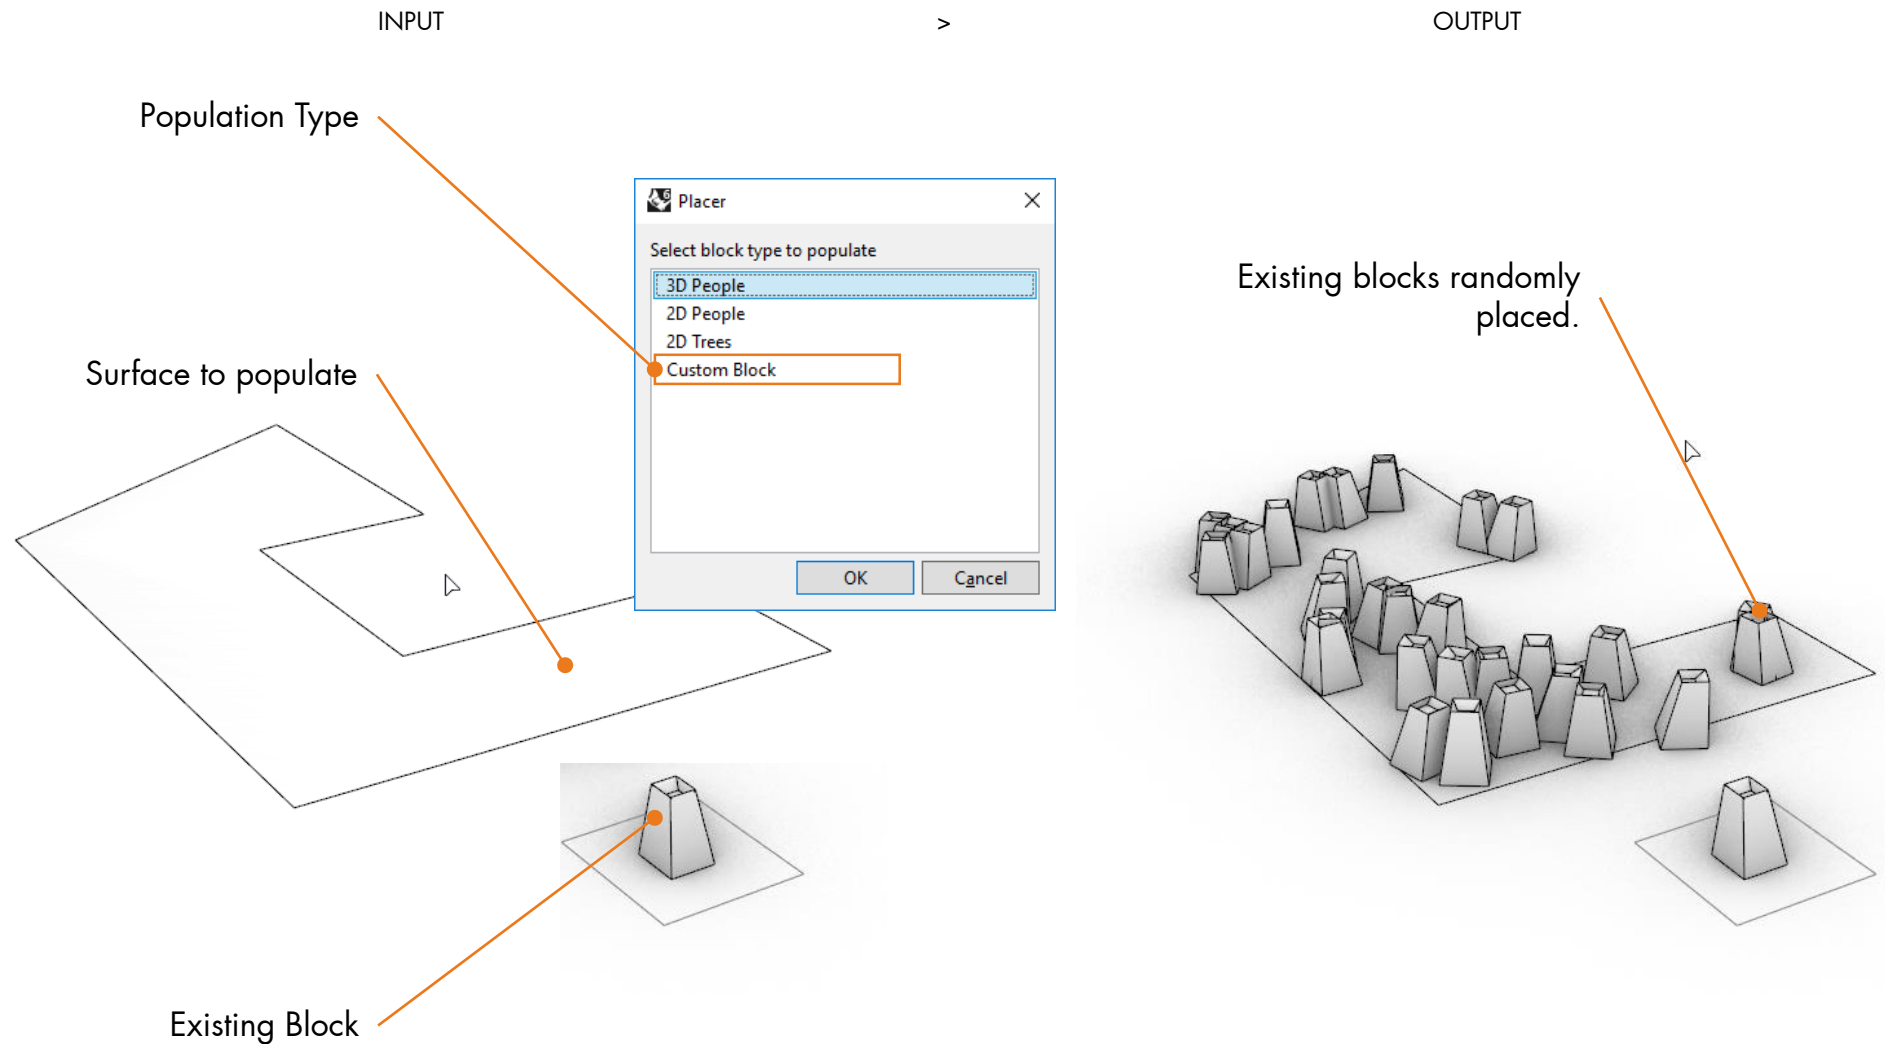 INPUT
>
OUTPUT
Population Type
Placer
Select block type to populate
3D People
2D People
2D Trees
Custom Block
OK
Cancel
Surface to populate
Existing Block
Existing blocks randomly
placed.